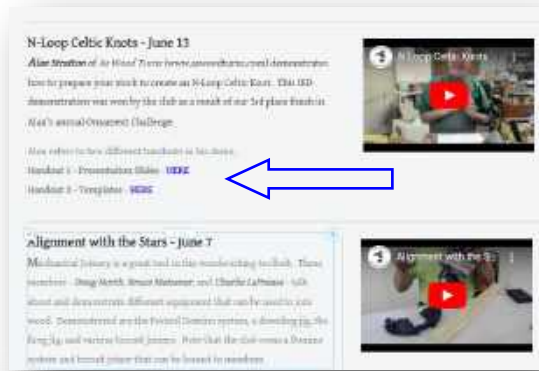 N-Loop Celtic Knots - June 13
Alan Stratton of As Wood Turns (www.aswoodturns.com) demonstrates
how to prepare your stock to create an N-Loop Celtic Knot. This IRD
demonstration was won by the club as a result of our 3rd place finish in
Alan's annual Ornament Challenge.
Alan refers to two different handouts in his demo.
Handout 1 - Presentation Slides - HERE
Handout 2 - Templates - HERE
N-Loop Celtic Knots
Alignment with the Stars - June 7
Mechanical Joinery is a great tool in the woodworking toolbox. Three
members - Doug North, Bruce and Charlie - talk
about and demonstrate different equipment that can be used to join
wood. Demonstrated are the Festool Domino system, a doweling jig, the
Kreg jig, and various biscuit joiners. Note that the club owns a Domino
system and biscuit joiner that can be loaned to members.
Alignment with the S